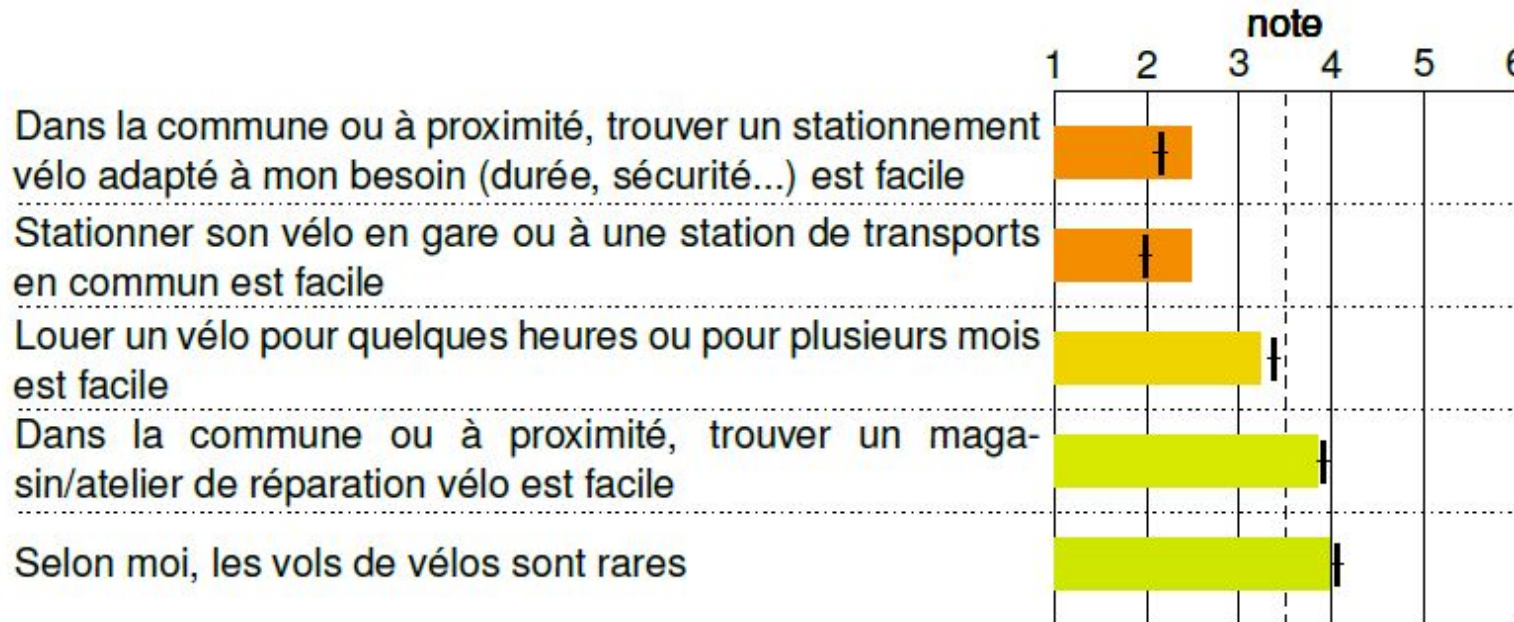 note
1 2 3 4 5 6
Dans la commune ou à proximité, trouver un stationnement
vélo adapté à mon besoin (durée, sécurité...) est facile
Stationner son vélo en gare ou à une station de transports
en commun est facile
Louer un vélo pour quelques heures ou pour plusieurs mois
est facile
Dans la commune ou à proximité, trouver un maga-
sin/atelier de réparation vélo est facile
Selon moi, les vols de vélos sont rares